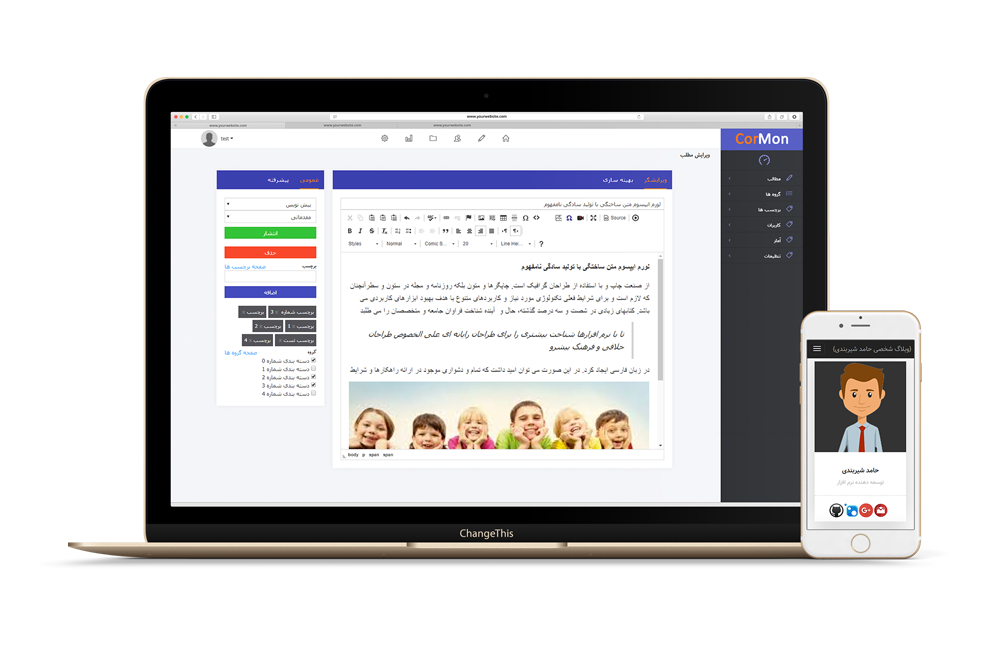 www.yourwebsite.com
www.yourwebsite.com
www.yourwebsite.com
www.yourwebsite.com
test
CorMon
ویرایش مطلب
مطالب
گروه ها
برچسب ها
کاربران
آمار
تنظیمات
ویرایشگر
بهینه سازی
لورم ایپسوم متن ساختگی با تولید سادگی نامفهوم
Source
Styles
Normal
Comic S...
20
Line Hei...
لورم ایپسوم متن ساختگی با تولید سادگی نامفهوم
از صنعت چاپ و با استفاده از طراحان گرافیک است. چاپگرها و متون بلکه روزنامه و مجله در ستون و سطرآنچنان
که لازم است و برای شرایط فعلی تکنولوژی مورد نیاز و کاربردهای متنوع با هدف بهبود ابزارهای کاربردی می
باشد. کتابهای زیادی در شصت و سه درصد گذشته، حال و آینده شناخت فراوان جامعه و متخصصان را می طلبد
تا با نرم افزارها شناخت بیشتری را برای طراحان رایانه ای علی الخصوص طراحان
خلاقی و فرهنگ پیشرو
در زبان فارسی ایجاد کرد. در این صورت می توان امید داشت که تمام و دشواری موجود در ارائه راهکارها و شرایط
body p span span
عمومی
پیشرفته
پیش نویس
مقدماتی
انتشار
حذف
برچسب
صفحه برچسب ها
اضافه
برچسب شماره × 3
برچسب ×
برچسب × 1
برچسب × 2
برچسب تست ×
برچسب × 4
گروه
صفحه گروه ها
دسته بندی شماره 0
دسته بندی شماره 1
دسته بندی شماره 2
دسته بندی شماره 3
دسته بندی شماره 4
ChangeThis
(وبلاگ شخصی حامد شیربندی)
حامد شیربندی
توسعه دهنده نرم افزار
G+